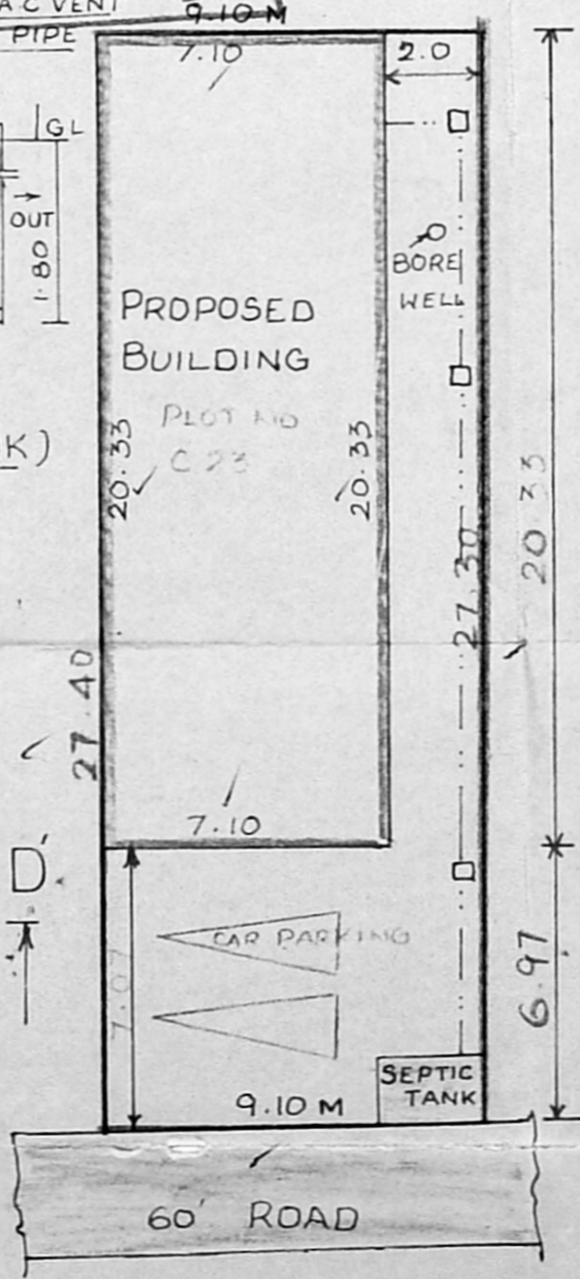 A C VENT
PIPE
9.10 M
7.10
2.0
GL
OUT
1.80
BORE
WELL
PROPOSED
BUILDING
PLOT NO
C 23
20.33
20.33
27.30
20.33
27.40
7.10
D'
CAR PARKING
7.07
6.97
SEPTIC
TANK
9.10 M
60' ROAD